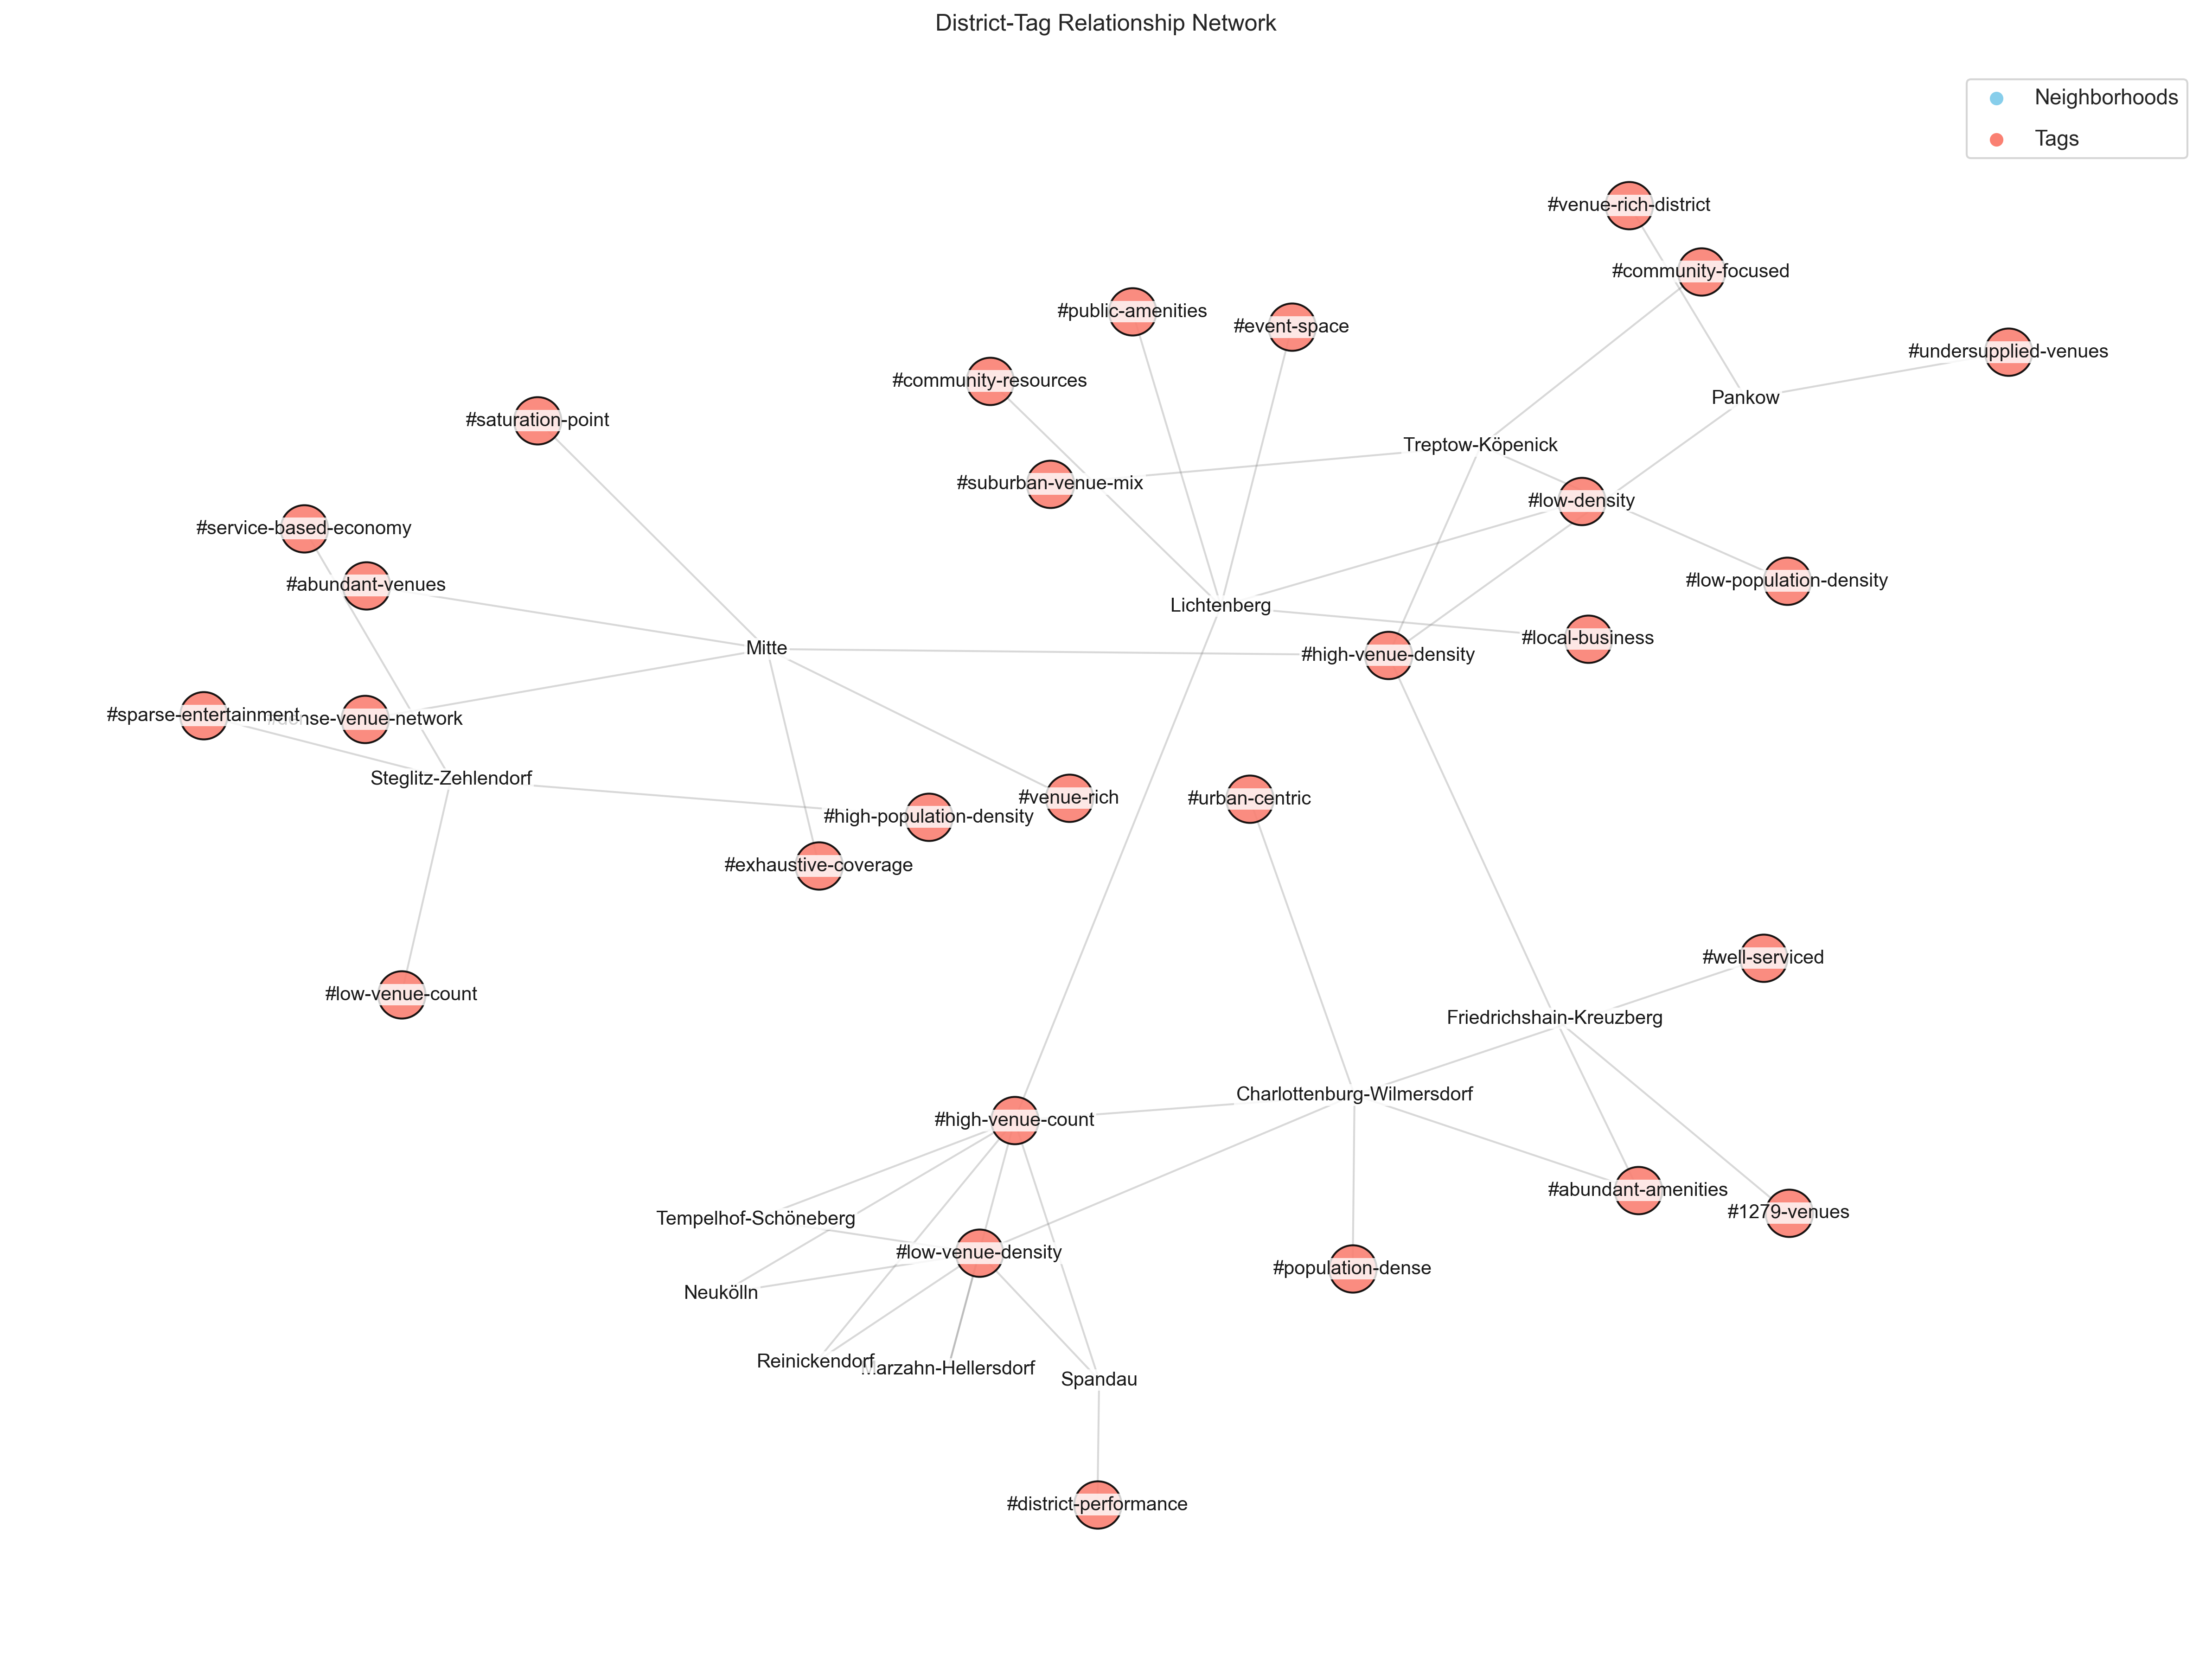 District-Tag Relationship Network
Neighborhoods
Tags
#venue-rich-district
#community-focused
#public-amenities
#event-space
#undersupplied-venues
#community-resources
Pankow
#saturation-point
Treptow-Köpenick
#suburban-venue-mix
#low-density
#service-based-economy
#abundant-venues
#low-population-density
Lichtenberg
#local-business
Mitte
#high-venue-density
#sparse-entertainment
nse-venue-network
Steglitz-Zehlendorf
#venue-rich
#urban-centric
#high-population-density
#exhaustive-coverage
#well-serviced
#low-venue-count
Friedrichshain-Kreuzberg
Charlottenburg-Wilmersdorf
#high-venue-count
#abundant-amenities
#1279-venues
Tempelhof-Schöneberg
#low-venue-density
#population-dense
Neukölln
Reinickendorf
arzahn-Hellersdorf
Spandau
#district-performance